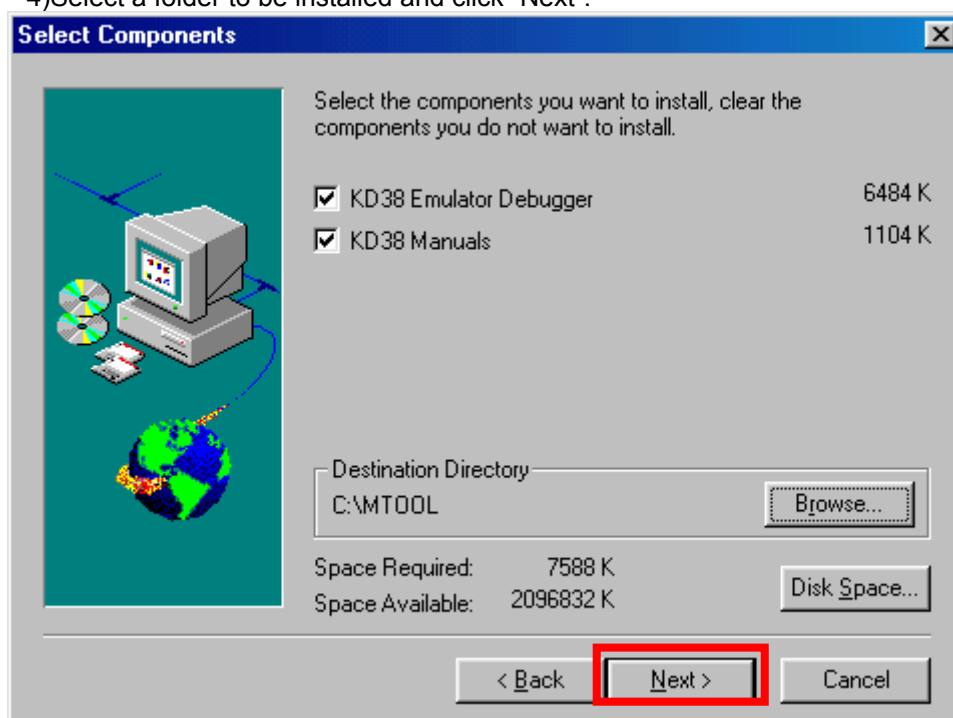 4)Select a folder to be installed and click "Next".
Select Components
Select the components you want to install, clear the
components you do not want to install.
KD38 Emulator Debugger 6484 K
KD38 Manuals 1104 K
Destination Directory
C:\MTOOL
Browse...
Space Required: 7588 K
Space Available: 2096832 K
Disk Space...
< Back Next > Cancel